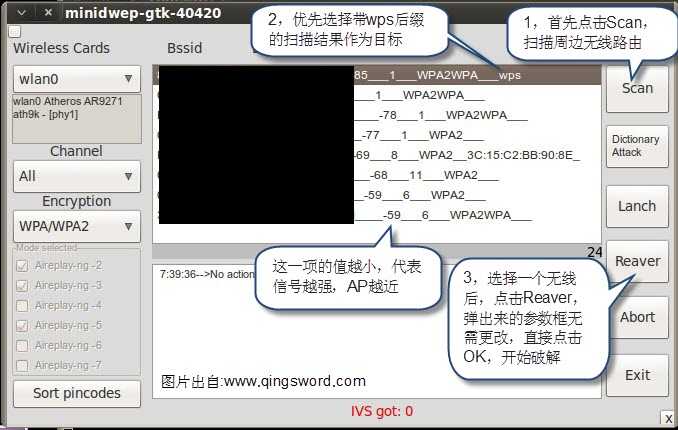 minidwep-gtk-40420
Wireless Cards
Bssid
2，优先选择带wps后缀
的扫描结果作为目标
1，首先点击Scan，
扫描周边无线路由
wlan0
wlan0 Atheros AR9271
ath9k - [phy1]
Channel
All
Encryption
WPA/WPA2
Mode selected
Aireplay-ng -2
Aireplay-ng -3
Aireplay-ng -4
Aireplay-ng -5
Aireplay-ng -6
Aireplay-ng -7
Sort pincodes
85___1___WPA2WPA___wps
___1___WPA2WPA___
____-78___1___WPA2WPA___
_-77___1___WPA2___
-69___8___WPA2__3C:15:C2:BB:90:8E_
__-68___11___WPA2___
_-59___6___WPA2___
____-59___6___WPA2WPA___
24
这一项的值越小，代表
信号越强，AP越近
7:39:36-->No action
3，选择一个无线
后，点击Reaver，
弹出来的参数框无
需更改，直接点击
OK，开始破解
图片出自:www.qingsword.com
Scan
Dictionary
Attack
Lanch
Reaver
Abort
Exit
IVS got: 0
X